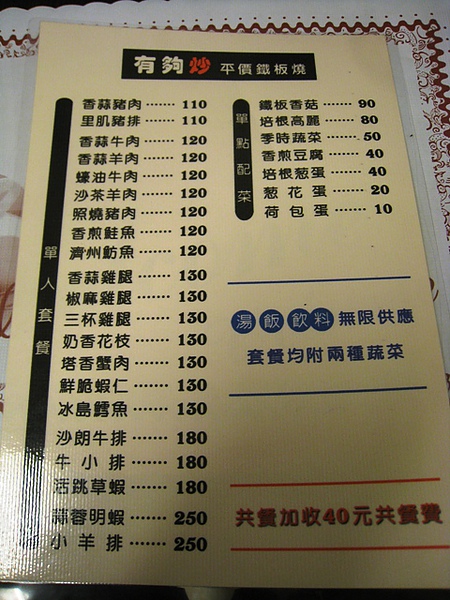 有夠炒 平價鐵板燒
單人套餐
香蒜豬肉 ······· 110
里肌豬排 ······· 110
香蒜牛肉 ······· 120
香蒜羊肉 ······· 120
蠔油牛肉 ······· 120
沙茶羊肉 ······· 120
照燒豬肉 ······· 120
香煎鮭魚 ······· 120
濟州魴魚 ······· 120
香蒜雞腿 ······· 130
椒麻雞腿 ······· 130
三杯雞腿 ······· 130
奶香花枝 ······· 130
塔香蟹肉 ······· 130
鮮脆蝦仁 ······· 130
冰島鱈魚 ······· 130
沙朗牛排 ······· 180
牛小排 ······· 180
活跳草蝦 ······· 180
蒜蓉明蝦 ······· 250
小羊排 ······· 250
單點配菜
鐵板香菇 ······ 90
培根高麗 ······ 80
季時蔬菜 ······ 50
香煎豆腐 ······ 40
培根葱蛋 ······ 40
葱花蛋 ······ 20
荷包蛋 ······ 10
湯飯飲料 無限供應
套餐均附兩種蔬菜
共餐加收40元共餐費